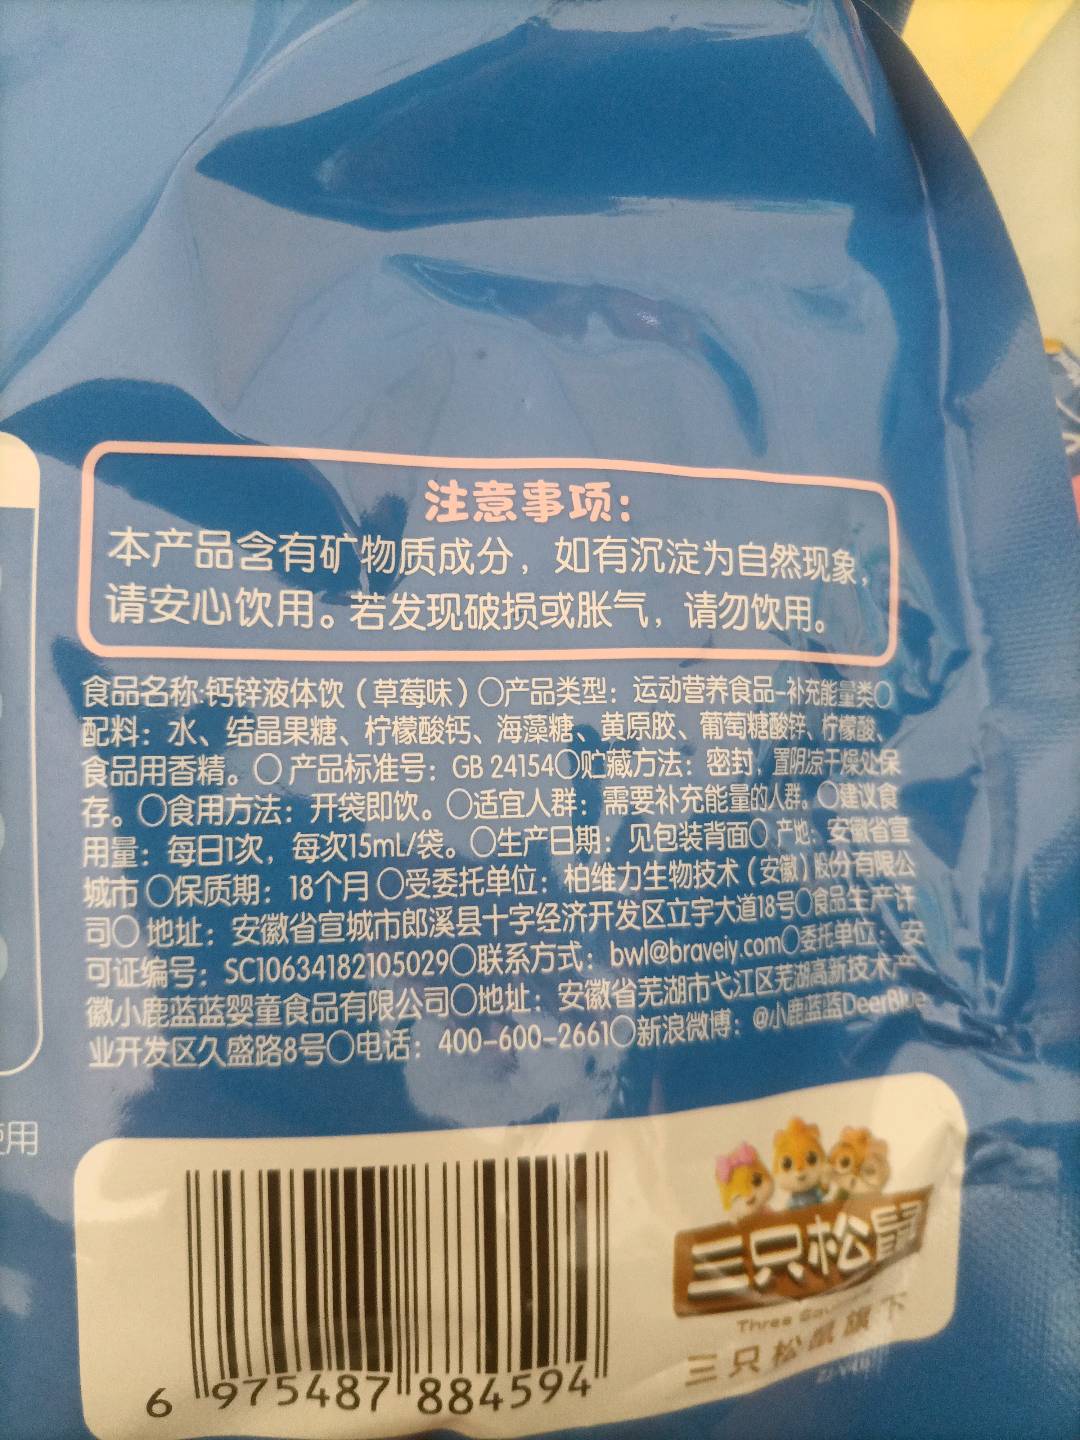 注意事项：
本产品含有矿物质成分，如有沉淀为自然现象，
请安心饮用。若发现破损或胀气，请勿饮用。
食品名称:钙锌液体饮（草莓味）〇产品类型：运动营养食品-补充能量类〇
配料：水、结晶果糖、柠檬酸钙、海藻糖、黄原胶、葡萄糖酸锌、柠檬酸、
食品用香精。〇产品标准号：GB 24154〇贮藏方法：密封，置阴凉干燥处保
存。〇食用方法：开袋即饮。〇适宜人群：需要补充能量的人群。〇建议食
用量：每日1次，每次15mL/袋。〇生产日期：见包装背面〇产地：安徽省宣
城市 〇保质期：18个月〇受委托单位：柏维力生物技术（安徽）股份有限公
司〇地址：安徽省宣城市郎溪县十字经济开发区立宇大道18号〇食品生产许
可证编号：SC10634182105029〇联系方式：bwl@braveiy.com〇委托单位：安
徽小鹿蓝蓝婴童食品有限公司〇地址：安徽省芜湖市弋江区芜湖高新技术产
业开发区久盛路8号〇电话：400-600-2661〇新浪微博：@小鹿蓝蓝DeerBlue
使用
三只松鼠
Three
三只松鼠旗下
6 975487 884594